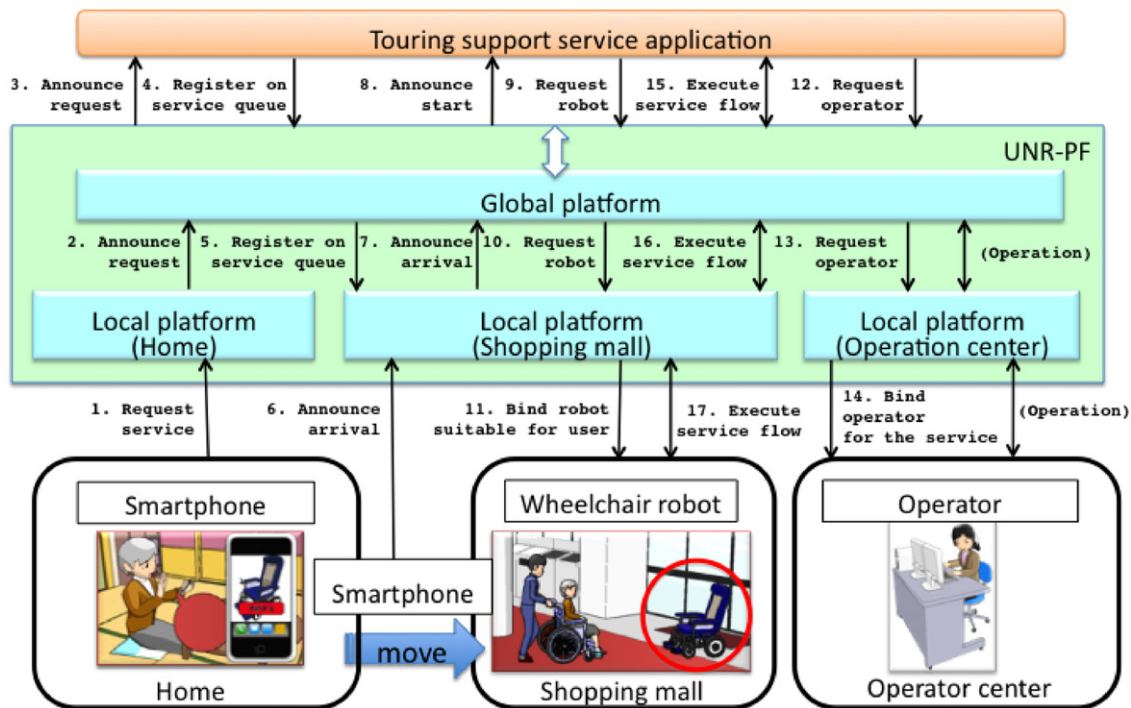 Touring support service application
3. Announce
request
4. Register on
service queue
8. Announce
start
9. Request
robot
15. Execute
service flow
12. Request
operator
UNR-PF
Global platform
2. Announce
request
5. Register on
service queue
7. Announce
arrival
10. Request
robot
16. Execute
service flow
13. Request
operator
(Operation)
Local platform
(Home)
Local platform
(Shopping mall)
Local platform
(Operation center)
1. Request
service
6. Announce
arrival
11. Bind robot
suitable for user
17. Execute
service flow
14. Bind
operator
for the service
(Operation)
Smartphone
Wheelchair robot
Operator
Smartphone
move
Home
Shopping mall
Operator center